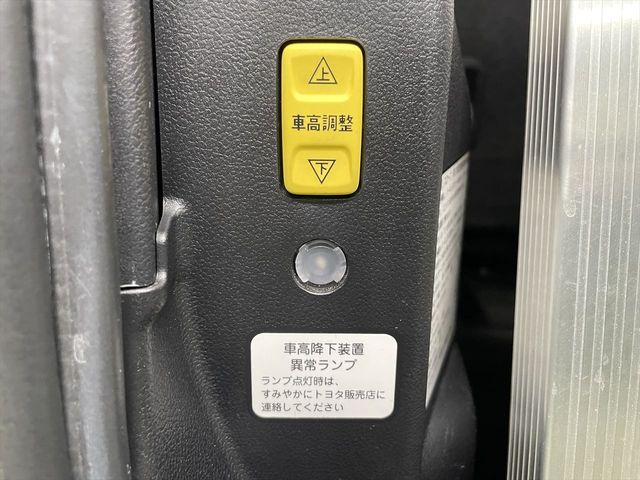 上
車高調整
下
車高降下装置
異常ランプ
ランプ点灯時は、
すみやかにトヨタ販売店に
連絡してください